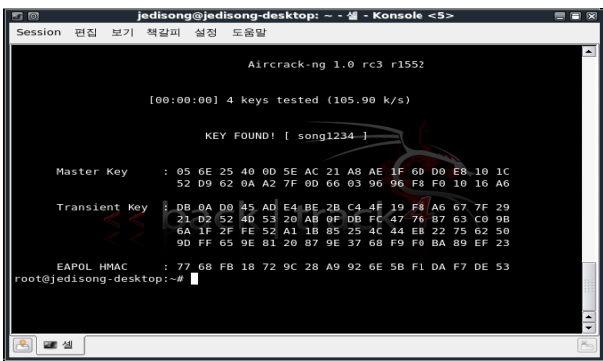 jedisong@jedisong-desktop: ~ - 셸 - Konsole <5>
Session 편집 보기 책갈피 설정 도움말
Aircrack-ng 1.0 rc3 r1552
[00:00:00] 4 keys tested (105.90 k/s)
KEY FOUND! [ song1234 ]
Master Key : 05 6E 25 40 0D 5E AC 21 A8 AE 1F 6D D0 E8 10 1C
52 D9 62 0A A2 7F 0D 66 03 96 96 F8 F0 10 16 A6
Transient Key : DB 0A D0 45 AD E4 BE 2B C4 4F 19 F8 A6 67 7F 29
21 D2 52 4D 53 20 AB 0F DB FC 47 76 87 63 C0 9B
6A 1F 2F 1E 52 A1 1B 85 25 4C 44 EB 22 75 62 50
9D FF 65 9E 81 20 87 9E 37 68 F9 F0 BA 89 EF 23
EAPOL HMAC : 77 68 FB 18 72 9C 28 A9 92 6E 5B F1 DA F7 DE 53
root@jedisong-desktop:~#
<< back | track 4
셸